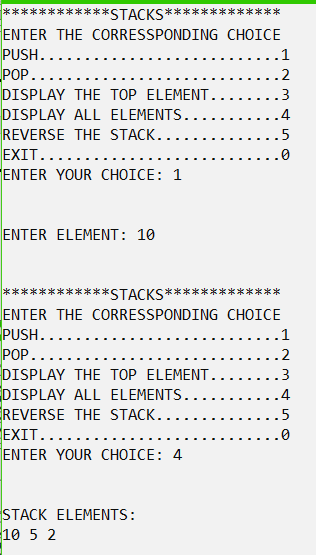 ************STACKS*************
ENTER THE CORRESSPONDING CHOICE
PUSH...........................1
POP............................2
DISPLAY THE TOP ELEMENT........3
DISPLAY ALL ELEMENTS...........4
REVERSE THE STACK..............5
EXIT...........................0
ENTER YOUR CHOICE: 1
ENTER ELEMENT: 10
************STACKS*************
ENTER THE CORRESSPONDING CHOICE
PUSH...........................1
POP............................2
DISPLAY THE TOP ELEMENT........3
DISPLAY ALL ELEMENTS...........4
REVERSE THE STACK..............5
EXIT...........................0
ENTER YOUR CHOICE: 4
STACK ELEMENTS:
10 5 2